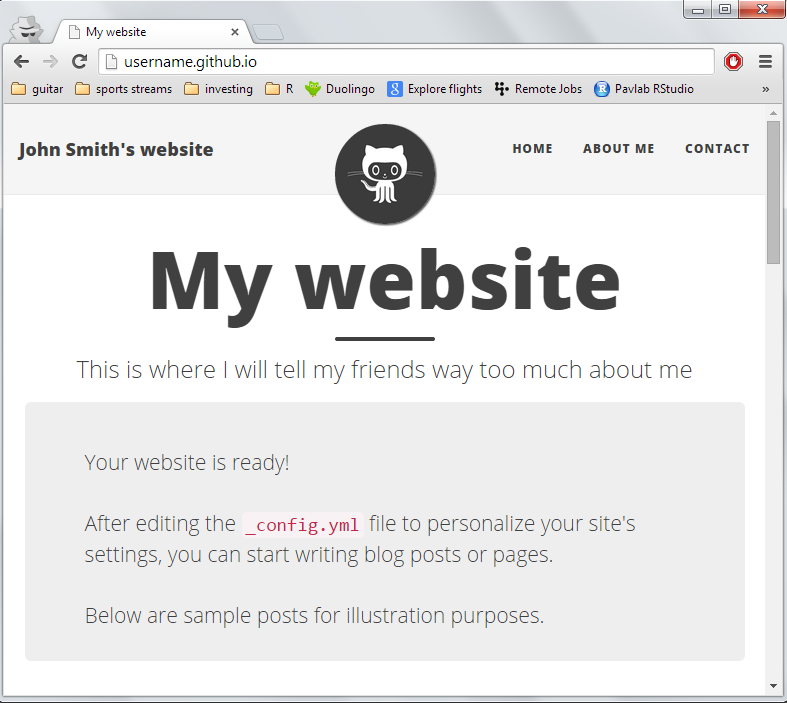 My website
username.github.io
guitar sports streams investing R Duolingo Explore flights Remote Jobs Pavlab RStudio »
John Smith's website HOME ABOUT ME CONTACT
My website
This is where I will tell my friends way too much about me
Your website is ready!
After editing the _config.yml file to personalize your site's
settings, you can start writing blog posts or pages.
Below are sample posts for illustration purposes.